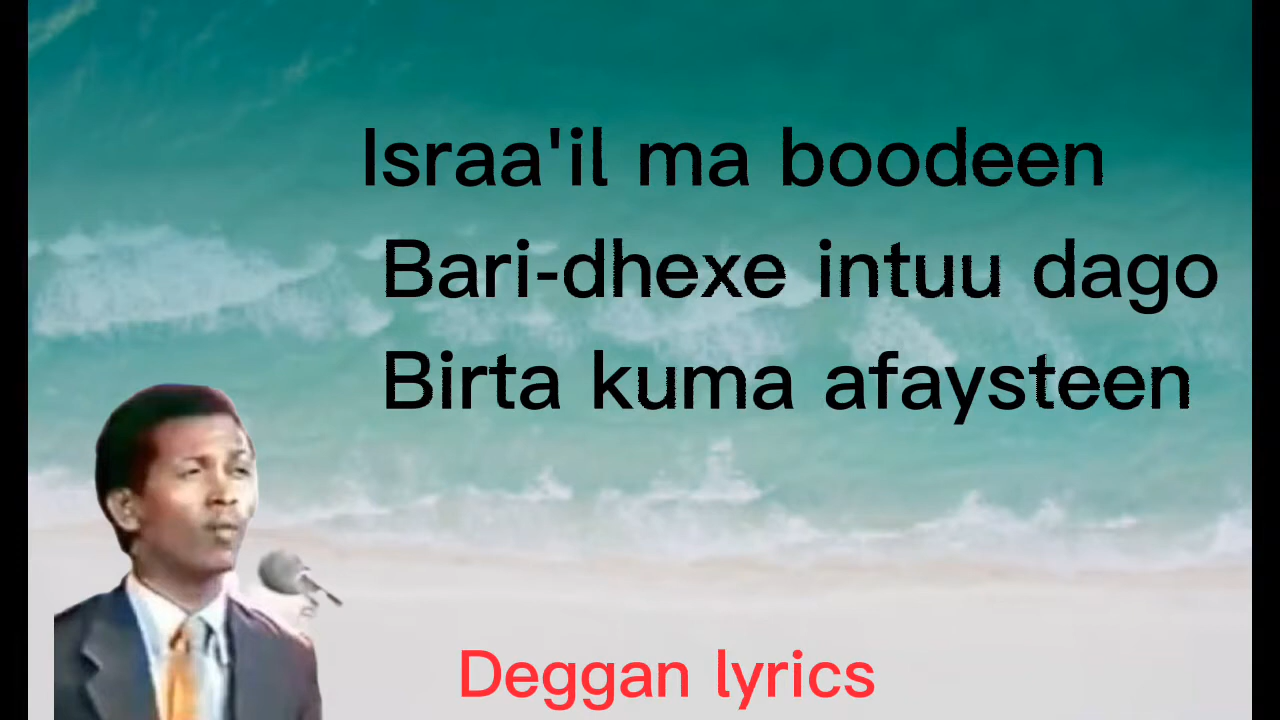 Israa'il ma boodeen
Bari-dhexe intuu dago
Birta kuma afaysteen
Deggan lyrics